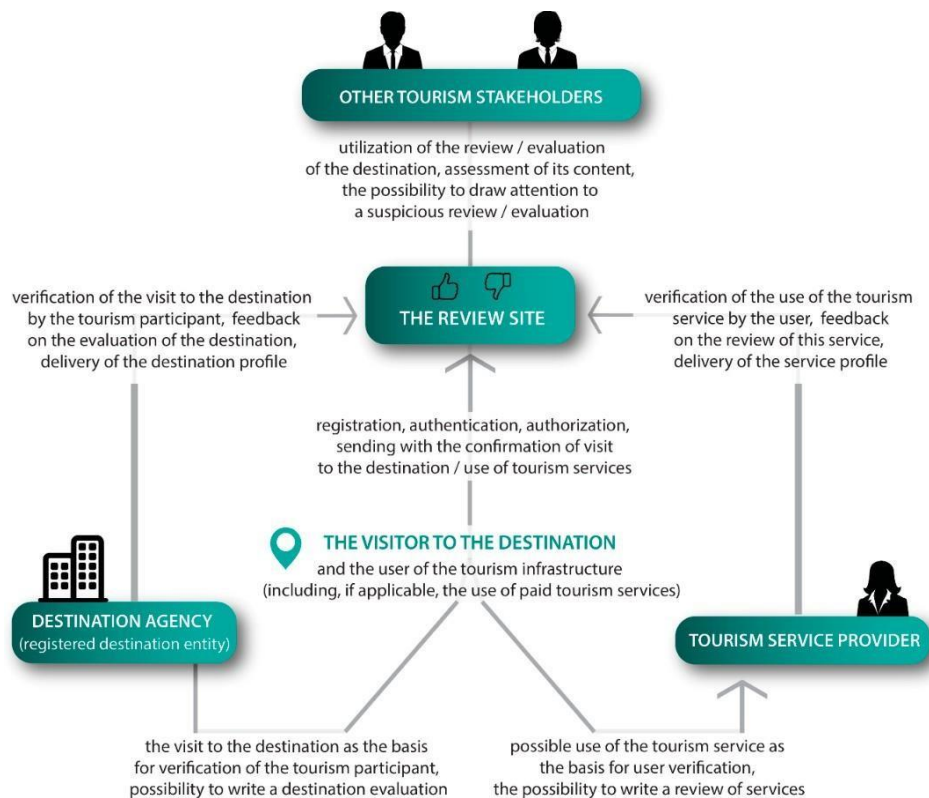 OTHER TOURISM STAKEHOLDERS
utilization of the review / evaluation
of the destination, assessment of its content,
the possibility to draw attention to
a suspicious review / evaluation
THE REVIEW SITE
verification of the visit to the destination
by the tourism participant, feedback
on the evaluation of the destination,
delivery of the destination profile
verification of the use of the tourism
service by the user, feedback
on the review of this service,
delivery of the service profile
registration, authentication, authorization,
sending with the confirmation of visit
to the destination / use of tourism services
THE VISITOR TO THE DESTINATION
and the user of the tourism infrastructure
(including, if applicable, the use of paid tourism services)
DESTINATION AGENCY
(registered destination entity)
TOURISM SERVICE PROVIDER
the visit to the destination as the basis
for verification of the tourism participant,
possibility to write a destination evaluation
possible use of the tourism service as
the basis for user verification,
the possibility to write a review of services